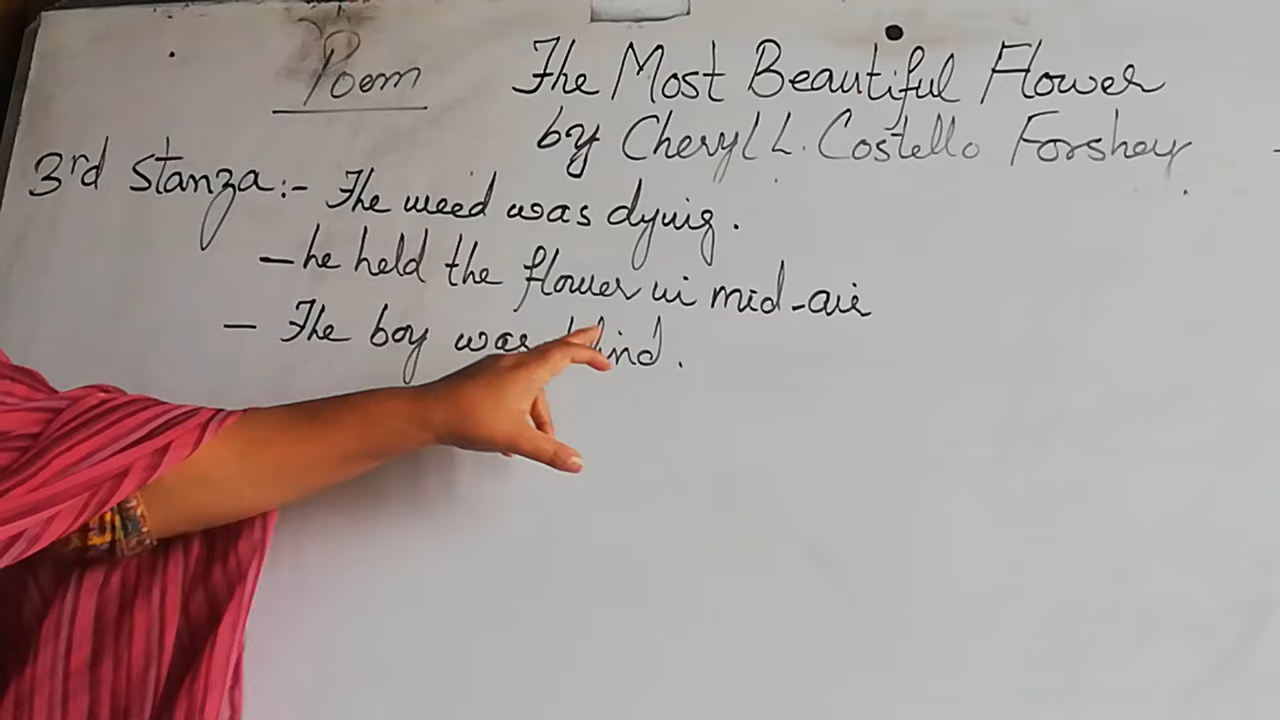 Poem
The Most Beautiful Flower
by Cheryl L. Costello Forshey
3rd stanza:- The weed was dying.
- he held the flower in mid-air
- The boy was blind.